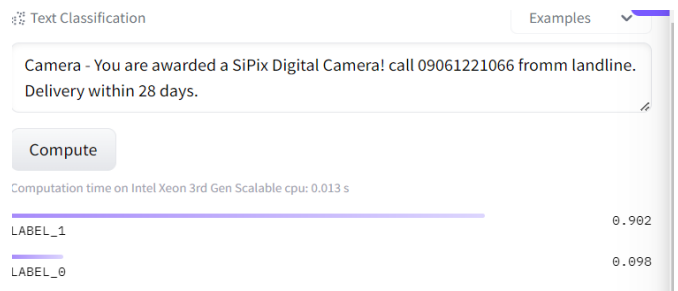 Text Classification
Examples
Camera - You are awarded a SiPix Digital Camera! call 09061221066 fromm landline.
Delivery within 28 days.
Compute
Computation time on Intel Xeon 3rd Gen Scalable cpu: 0.013 s
0.902
LABEL_1
0.098
LABEL_0